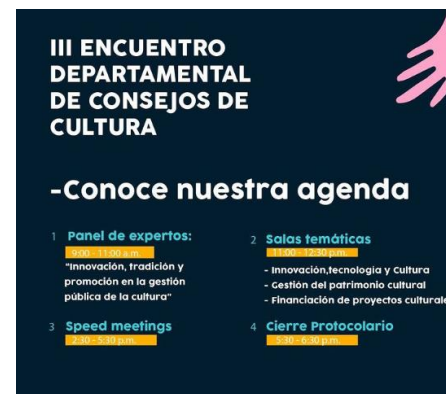 III ENCUENTRO
DEPARTAMENTAL
DE CONSEJOS DE
CULTURA
-Conoce nuestra agenda
1 Panel de expertos:
9:00 - 11:00 a.m.
"Innovación, tradición y
promoción en la gestión
pública de la cultura"
2 Salas temáticas
11:00 - 12:30 p.m.
- Innovación,tecnología y Cultura
- Gestión del patrimonio cultural
- Financiación de proyectos culturale
3 Speed meetings
2:30 - 5:30 p.m.
4 Cierre Protocolario
5:30 - 6:30 p.m.